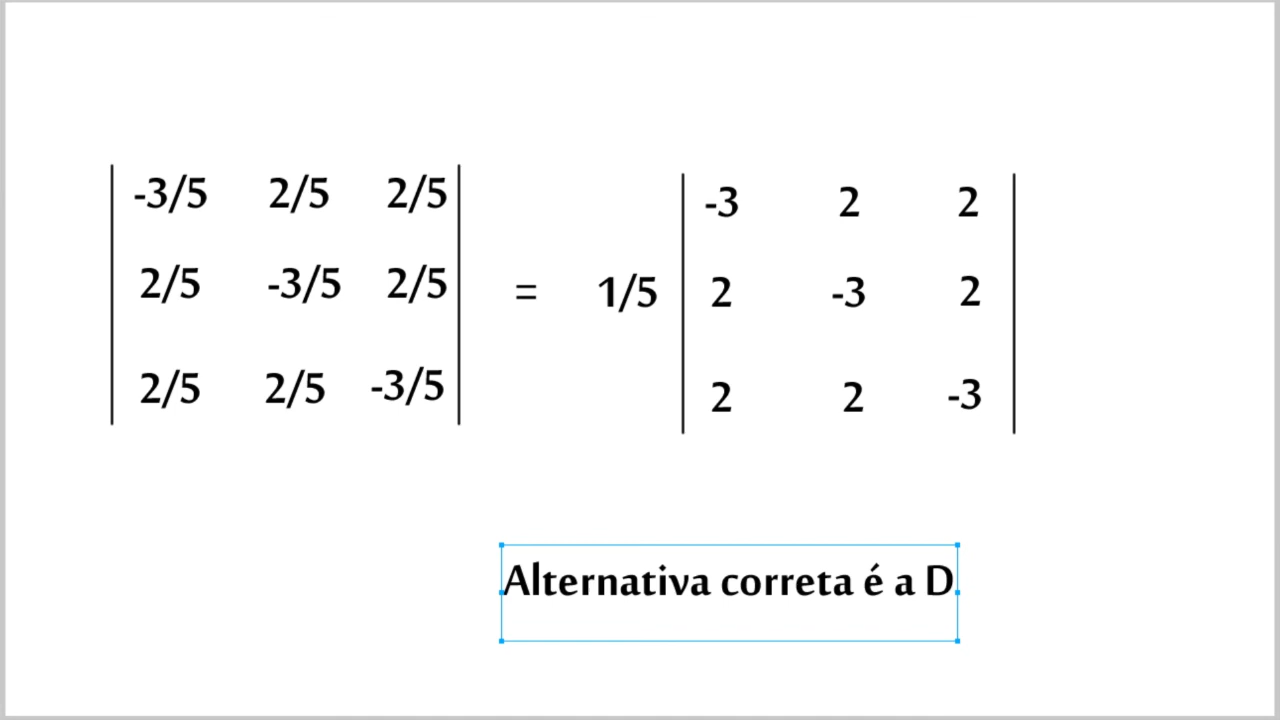 -3/5 2/5 2/5
2/5 -3/5 2/5
2/5 2/5 -3/5
= 1/5
-3 2 2
2 -3 2
2 2 -3
Alternativa correta é a D